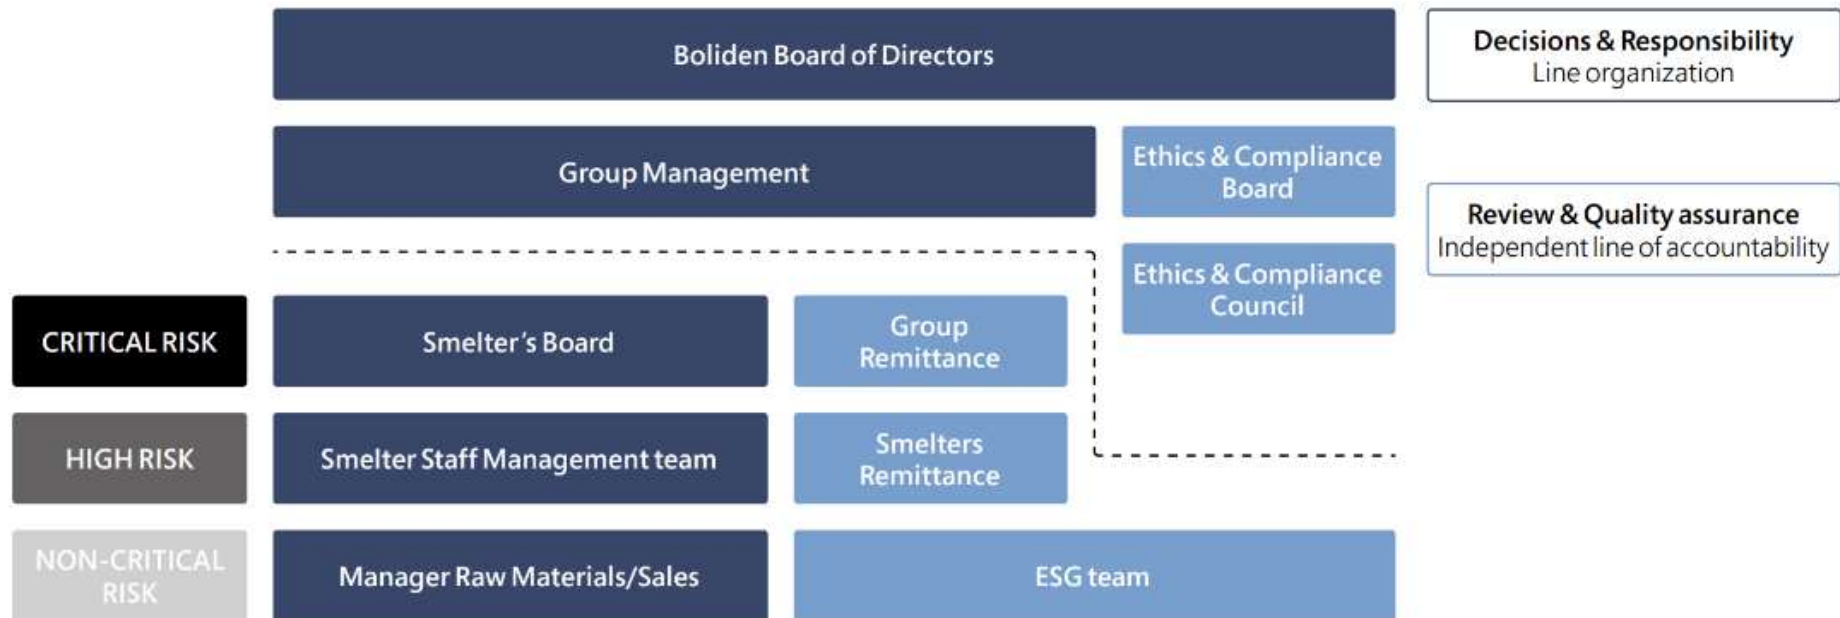 Boliden Board of Directors
Decisions & Responsibility
Line organization
Group Management
Ethics & Compliance
Board
Review & Quality assurance
Independent line of accountability
Ethics & Compliance
Council
CRITICAL RISK
Smelter’s Board
Group
Remittance
HIGH RISK
Smelter Staff Management team
Smelters
Remittance
NON-CRITICAL
RISK
Manager Raw Materials/Sales
ESG team